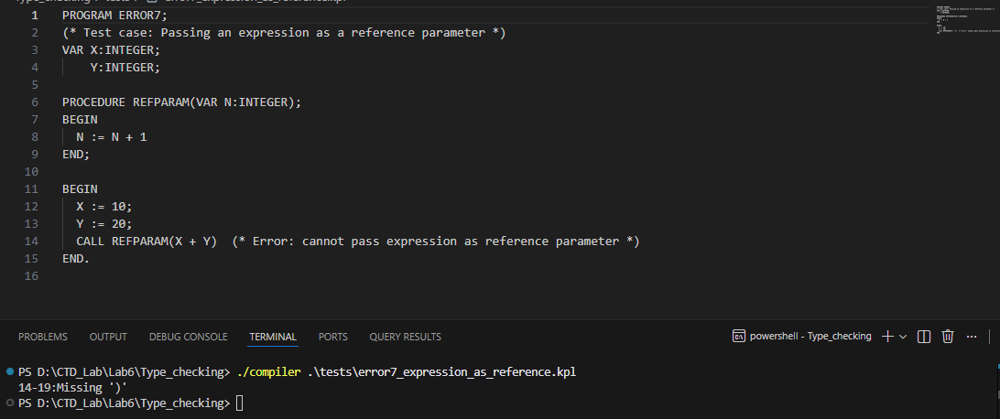 1 PROGRAM ERROR7;
2 (* Test case: Passing an expression as a reference parameter *)
3 VAR X:INTEGER;
4 Y:INTEGER;
5
6 PROCEDURE REFPARAM(VAR N:INTEGER);
7 BEGIN
8 N := N + 1
9 END;
10
11 BEGIN
12 X := 10;
13 Y := 20;
14 CALL REFPARAM(X + Y) (* Error: cannot pass expression as reference parameter *)
15 END.
16
PROBLEMS OUTPUT DEBUG CONSOLE TERMINAL PORTS QUERY RESULTS powershell - Type_checking
PS D:\CTD_Lab\Lab6\Type_checking> ./compiler .\tests\error7_expression_as_reference.kpl
14-19:Missing ')'
PS D:\CTD_Lab\Lab6\Type_checking>